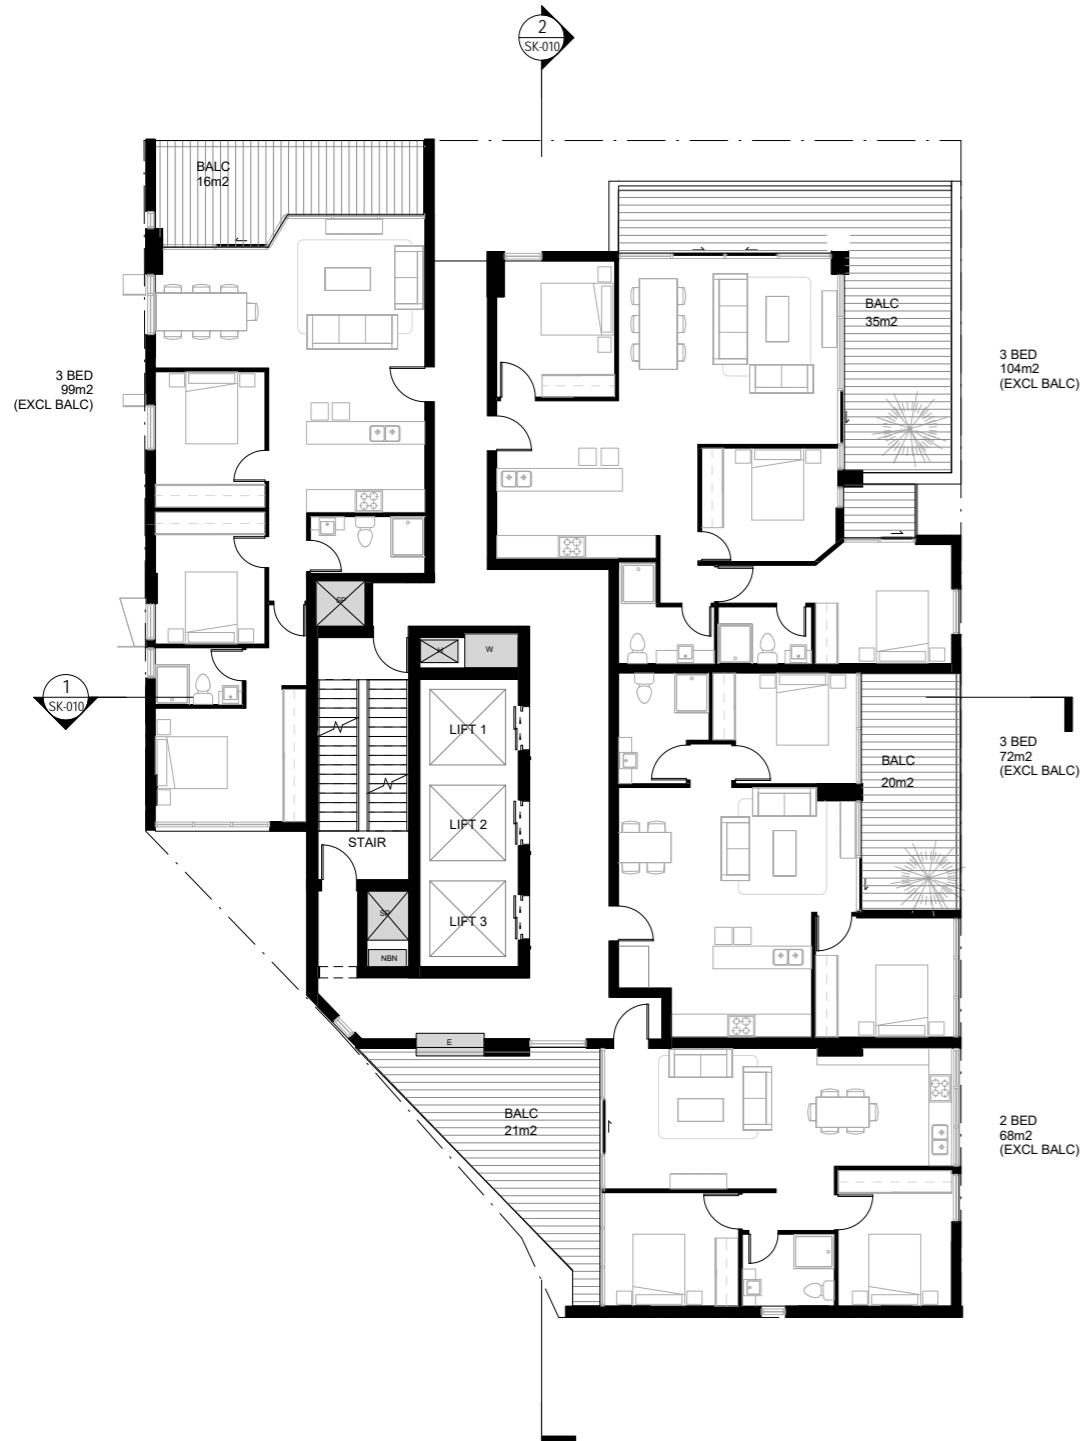 2
SK-010
BALC
16m2
BALC
35m2
3 BED
99m2
(EXCL BALC)
3 BED
104m2
(EXCL BALC)
SP
W
1
SK-010
LIFT 1
3 BED
72m2
(EXCL BALC)
BALC
20m2
LIFT 2
STAIR
LIFT 3
SP
NBN
E
BALC
21m2
2 BED
68m2
(EXCL BALC)